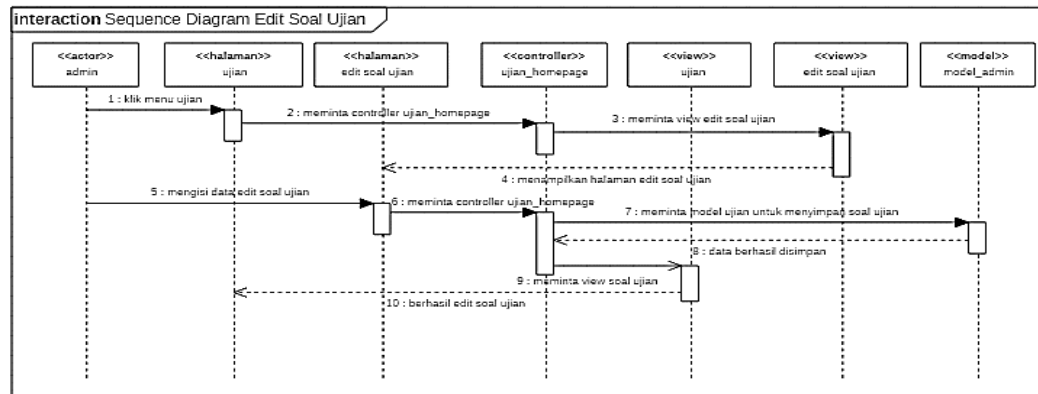 interaction Sequence Diagram Edit Soal Ujian
<<actor>>
admin
<<halaman>>
ujian
<<halaman>>
edit soal ujian
<<controller>>
ujian_homepage
<<view>>
ujian
<<view>>
edit soal ujian
<<model>>
model_admin
1 : klik menu ujian
2 : meminta controller ujian_homepage
3 : meminta view edit soal ujian
4 : menampilkan halaman edit soal ujian
5 : mengisi data edit soal ujian
6 : meminta controller ujian_homepage
7 : meminta model ujian untuk menyimpan soal ujian
8 : data berhasil disimpan
9 : meminta view soal ujian
10 : berhasil edit soal ujian